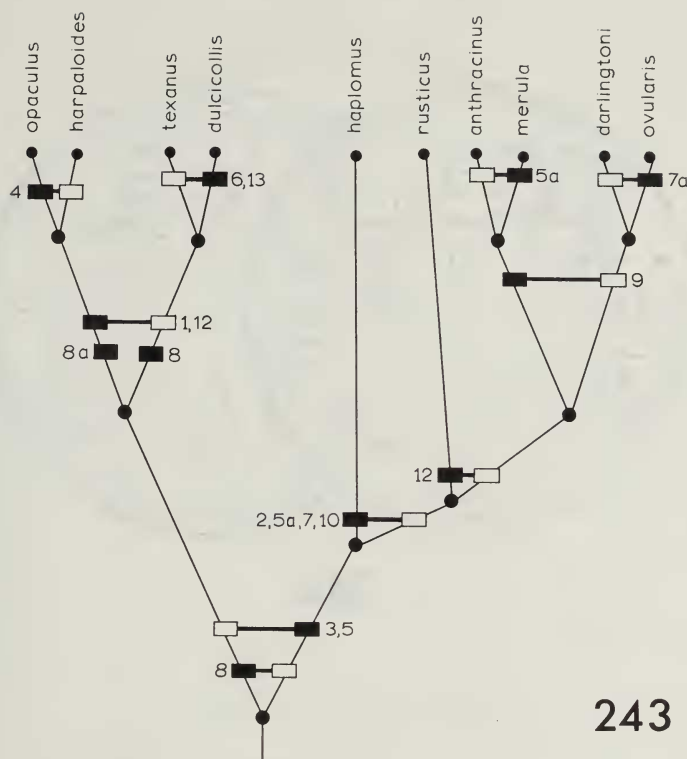 opaculus
harpaloides
texanus
dulcicollis
haplomus
rusticus
anthracinus
merula
darlingtoni
ovularis
4
6,13
5a
7a
9
1,12
8a
8
12
2,5a,7,10
3,5
8
243